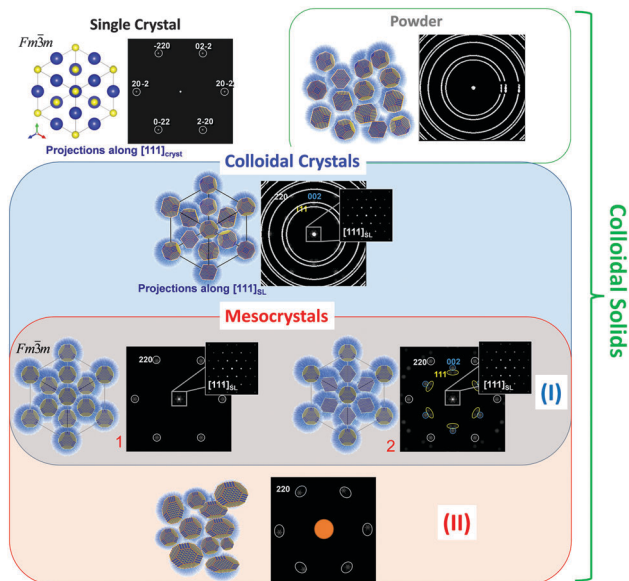 Single Crystal
Powder
Fm3̄m
-220
02-2
20-2
20-2
0-22
2-20
Projections along [111]cryst
Colloidal Crystals
220
002
111
[111]SL
Projections along [111]SL
Mesocrystals
Fm3̄m
220
[111]SL
1
220
002
111
[111]SL
2
(I)
220
(II)
Colloidal Solids